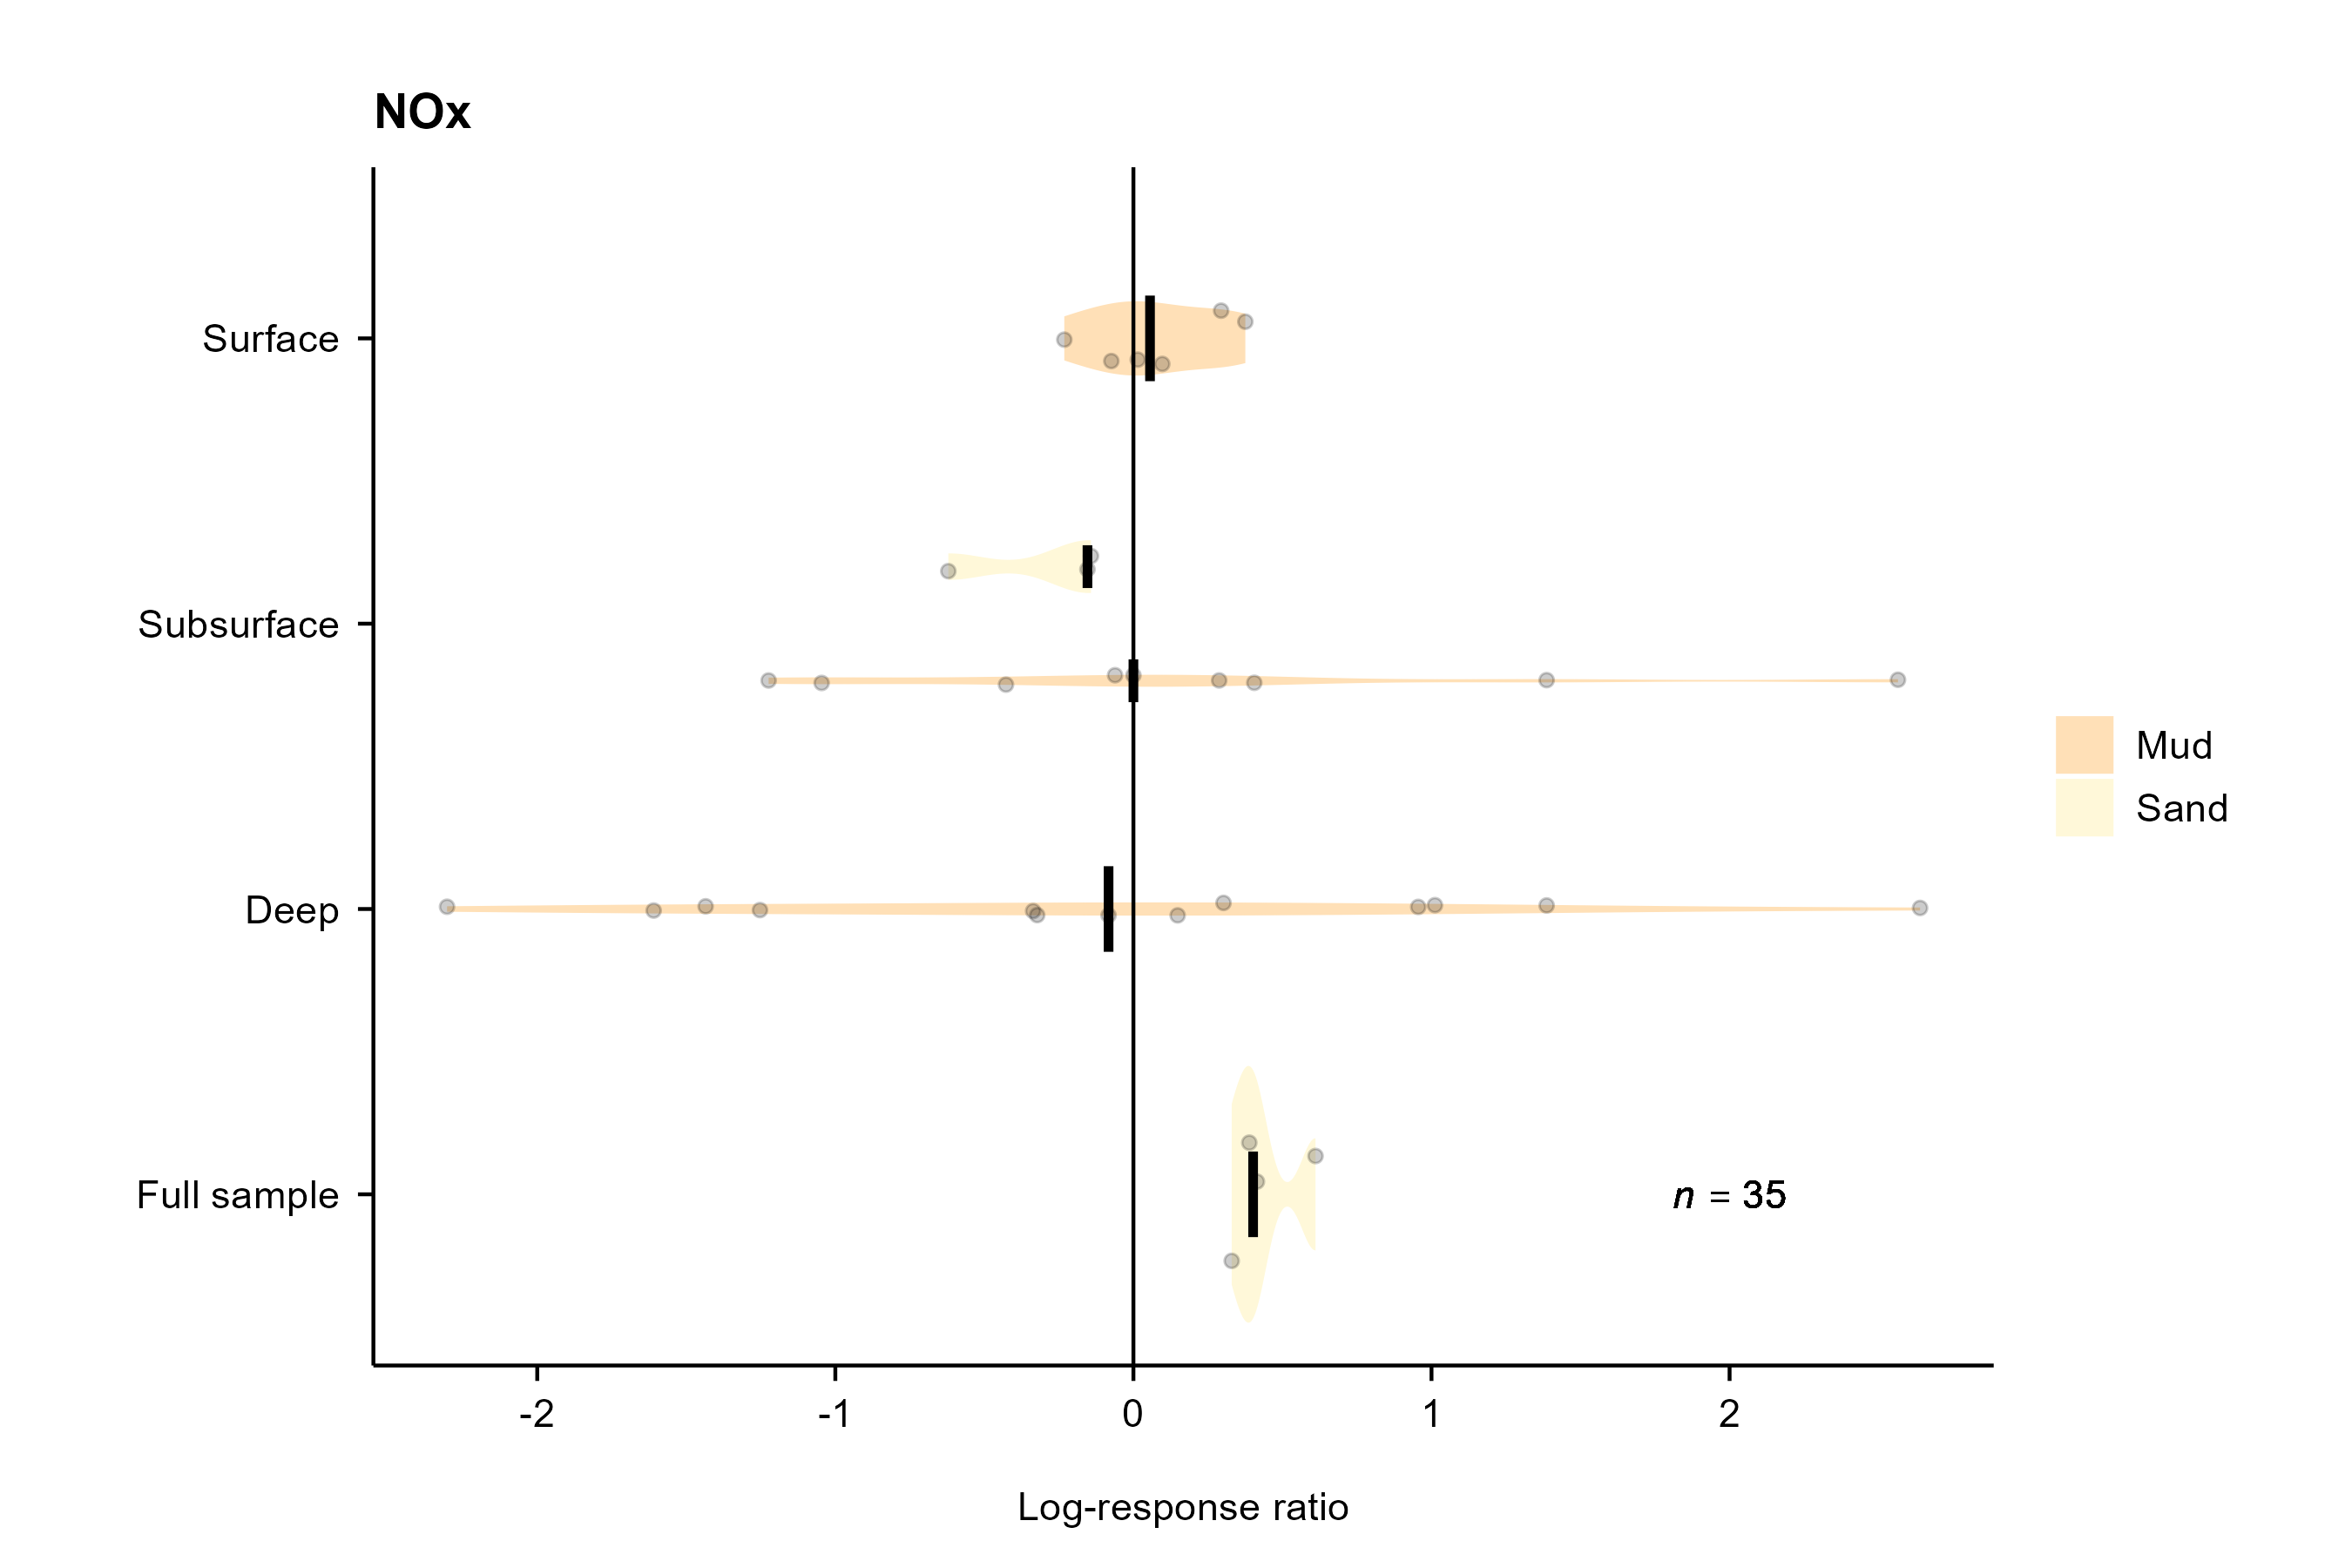 NOx
Surface
Subsurface
Mud
Sand
Deep
Full sample
n = 35
-2 -1 0 1 2
Log-response ratio